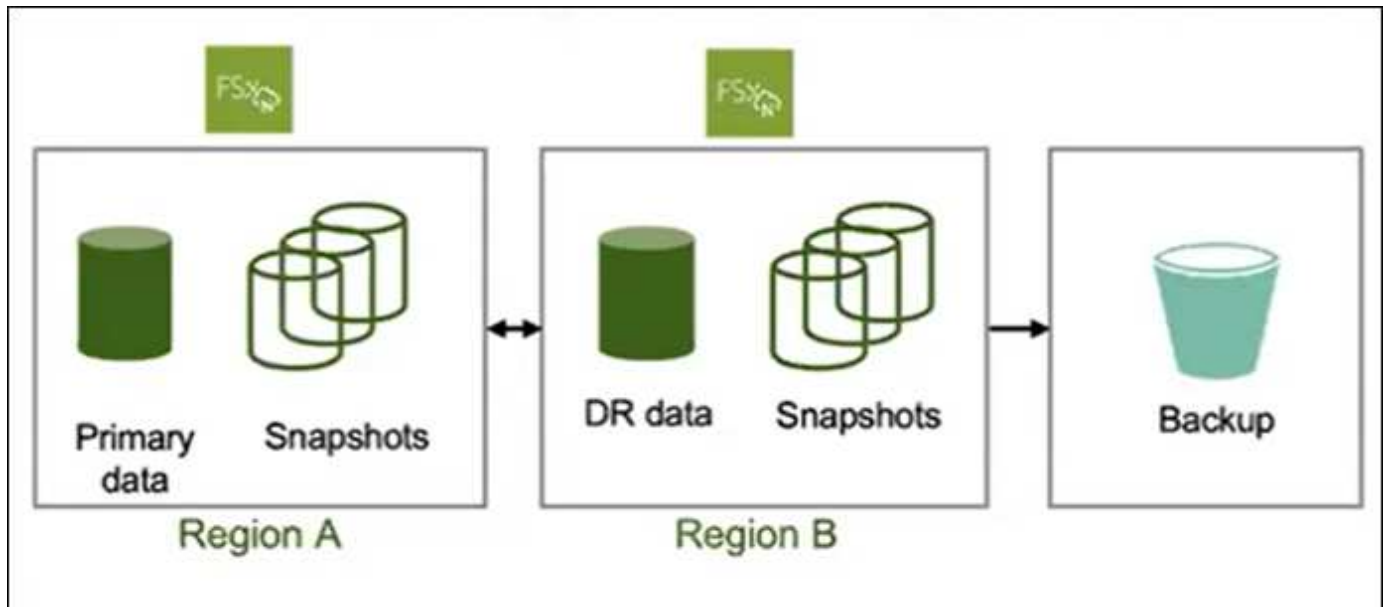 FSx
N
FSx
N
Primary
data
Snapshots
DR data
Snapshots
Backup
Region A
Region B